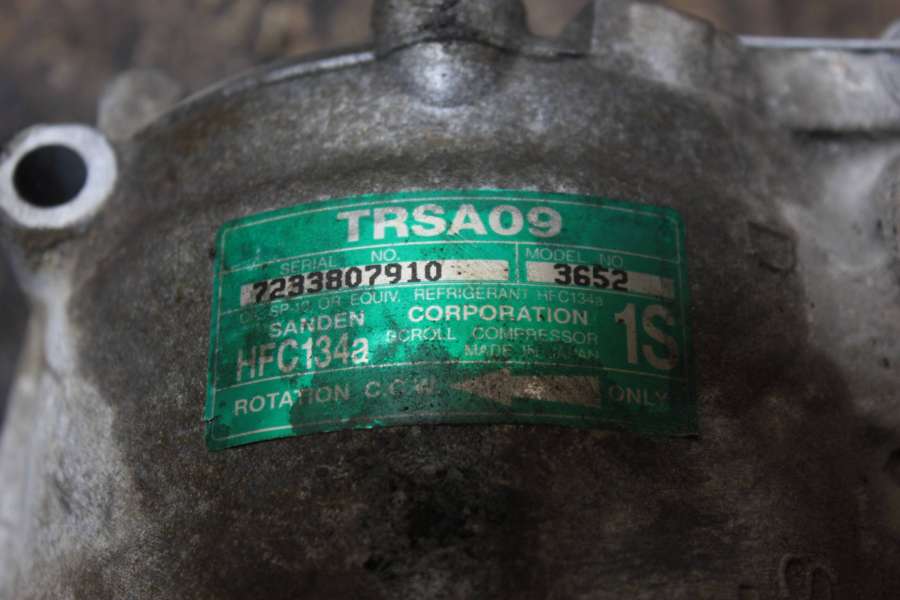 TRSA09
SERIAL NO. MODEL NO.
7233807910 3652
SP-10 OR EQUIV. REFRIGERANT HFC134a
SANDEN CORPORATION
SCROLL COMPRESSOR
HFC134a MADE IN JAPAN 1S
ROTATION C.C.W. ONLY